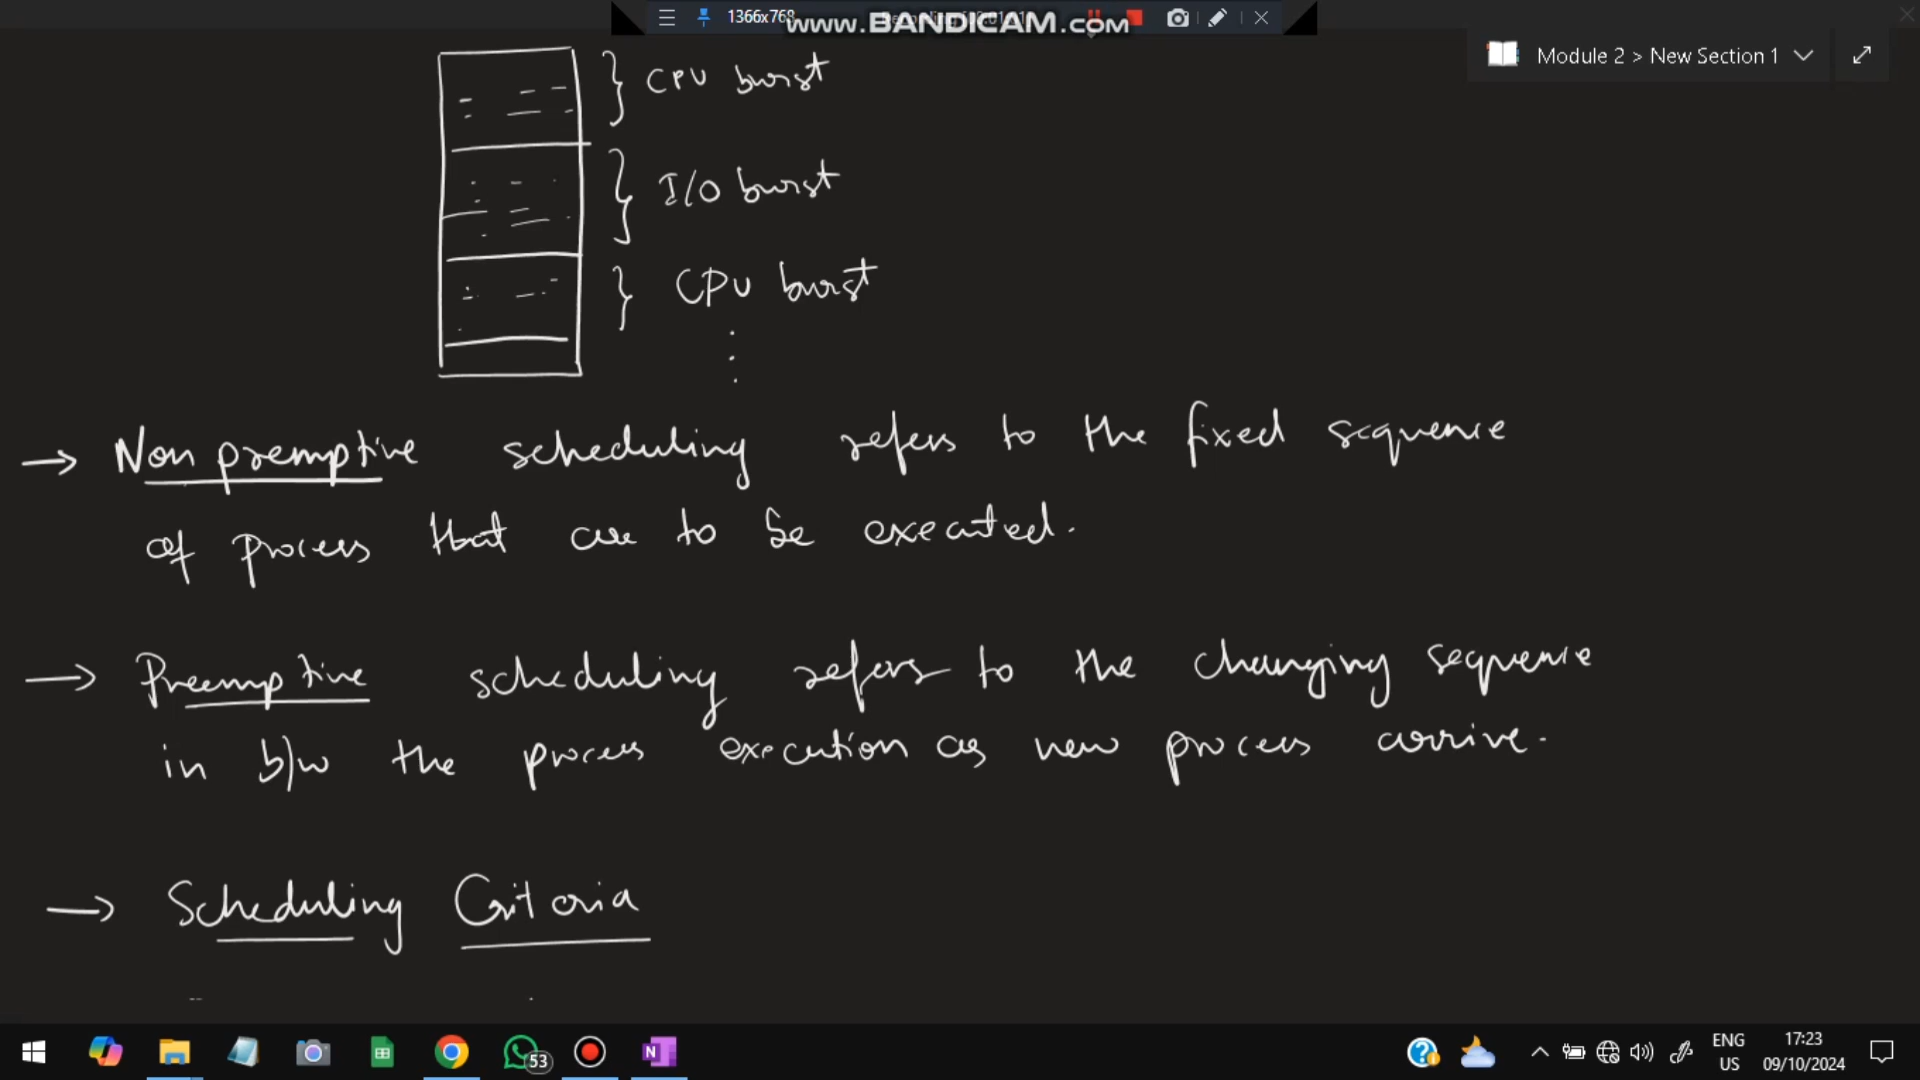 1366x768
www.BANDICAM.com
Module 2 > New Section 1
CPU burst
I/O burst
CPU burst
→ Non premptive scheduling refers to the fixed sequence
of process that are to be executed.
→ Preemptive scheduling refers to the changing sequence
in b/w the process execution as new process arrive.
→ Scheduling Criteria
53
ENG
US
17:23
09/10/2024